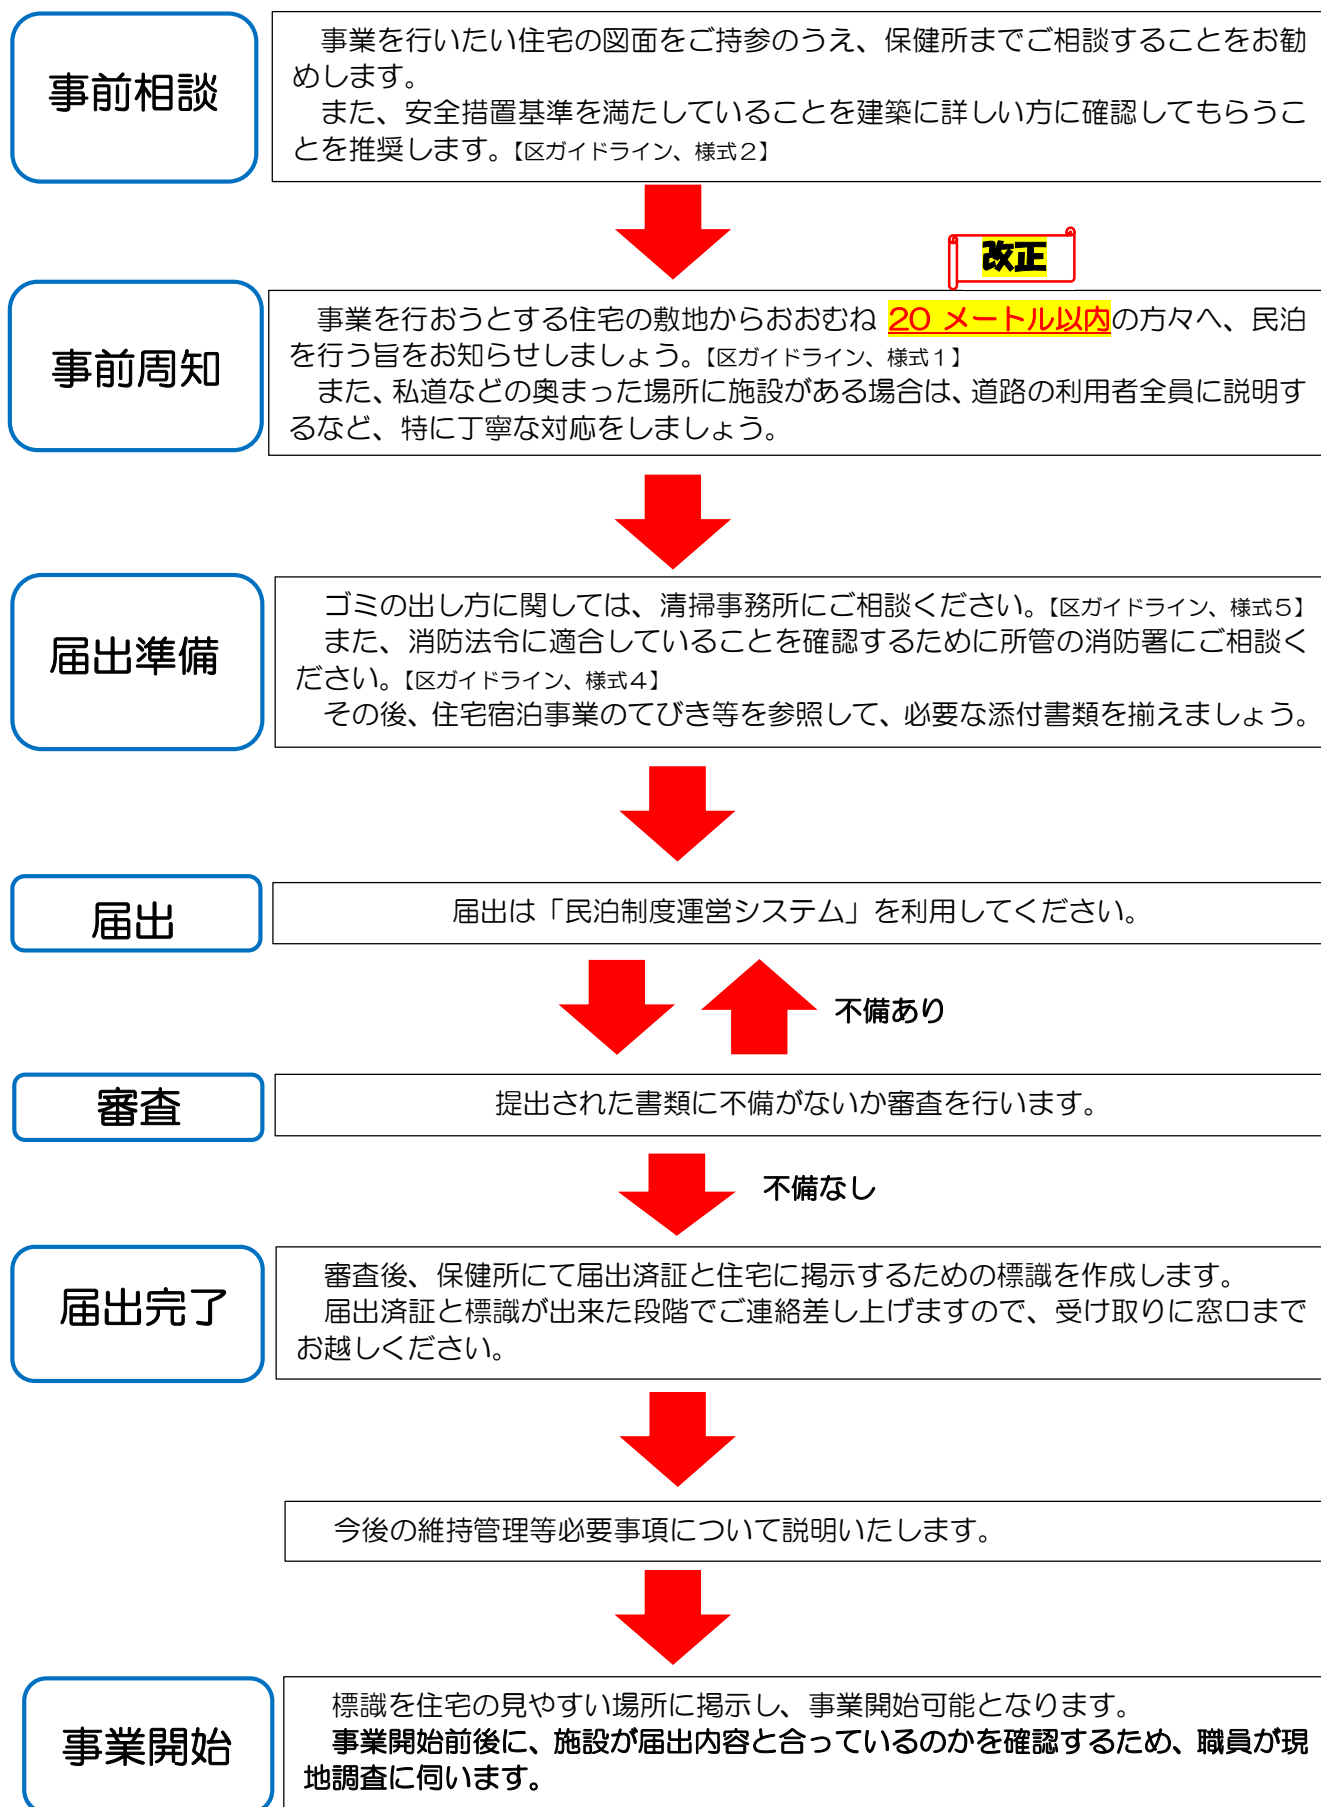 事前相談
事業を行いたい住宅の図面をご持参のうえ、保健所までご相談することをお勧
めします。
また、安全措置基準を満たしていることを建築に詳しい方に確認してもらうこ
とを推奨します。【区ガイドライン、様式２】
改正
事前周知
事業を行おうとする住宅の敷地からおおむね 20 メートル以内の方々へ、民泊
を行う旨をお知らせしましょう。【区ガイドライン、様式１】
また、私道などの奥まった場所に施設がある場合は、道路の利用者全員に説明す
るなど、特に丁寧な対応をしましょう。
届出準備
ゴミの出し方に関しては、清掃事務所にご相談ください。【区ガイドライン、様式５】
また、消防法令に適合していることを確認するために所管の消防署にご相談く
ださい。【区ガイドライン、様式４】
その後、住宅宿泊事業のてびき等を参照して、必要な添付書類を揃えましょう。
届出
届出は「民泊制度運営システム」を利用してください。
不備あり
審査
提出された書類に不備がないか審査を行います。
不備なし
届出完了
審査後、保健所にて届出済証と住宅に掲示するための標識を作成します。
届出済証と標識が出来た段階でご連絡差し上げますので、受け取りに窓口まで
お越しください。
今後の維持管理等必要事項について説明いたします。
事業開始
標識を住宅の見やすい場所に掲示し、事業開始可能となります。
事業開始前後に、施設が届出内容と合っているのかを確認するため、職員が現
地調査に伺います。